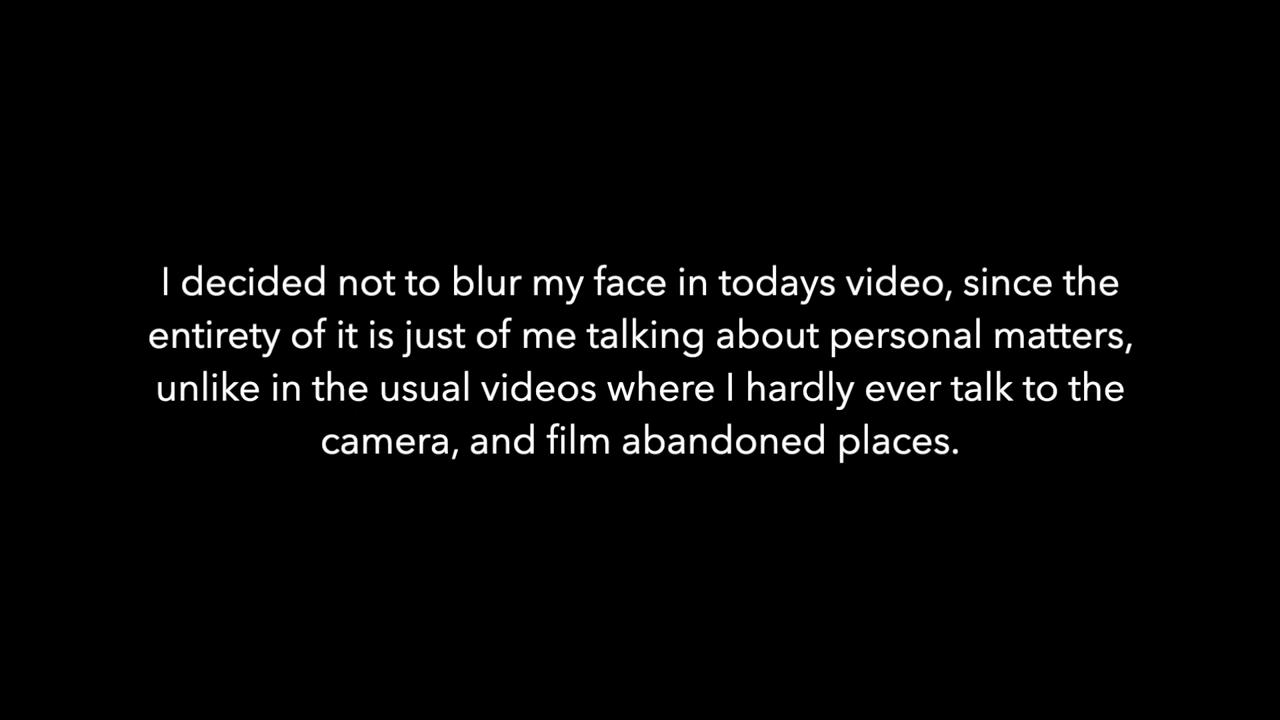 I decided not to blur my face in todays video, since the
entirety of it is just of me talking about personal matters,
unlike in the usual videos where I hardly ever talk to the
camera, and film abandoned places.